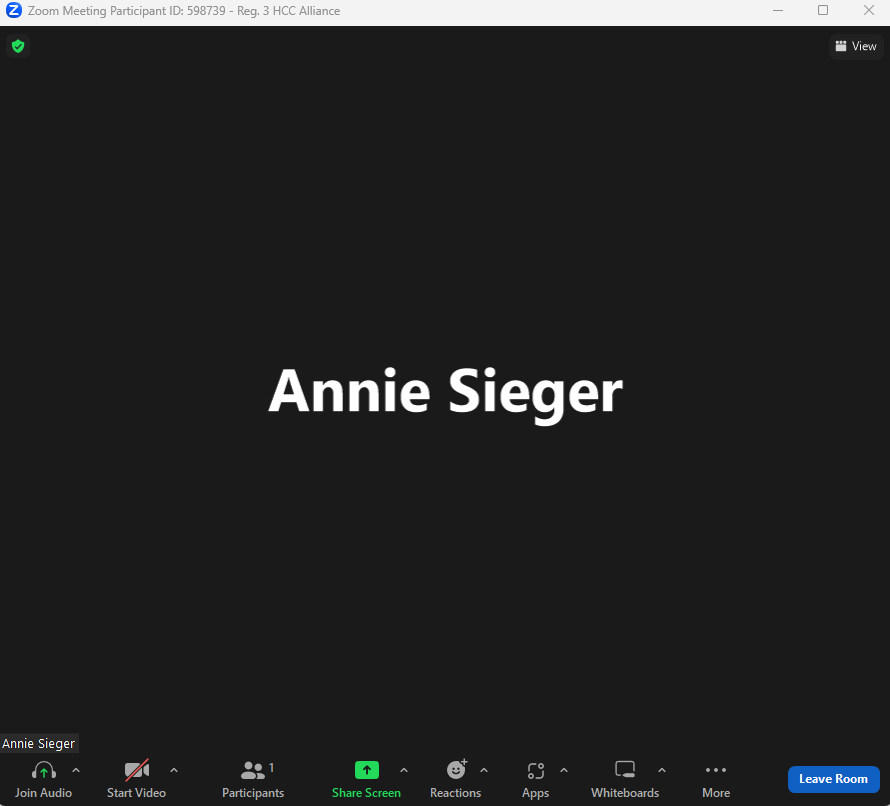 Zoom Meeting Participant ID: 598739 - Reg. 3 HCC Alliance
View
Annie Sieger
Annie Sieger
1
Join Audio Start Video Participants Share Screen Reactions Apps Whiteboards More Leave Room